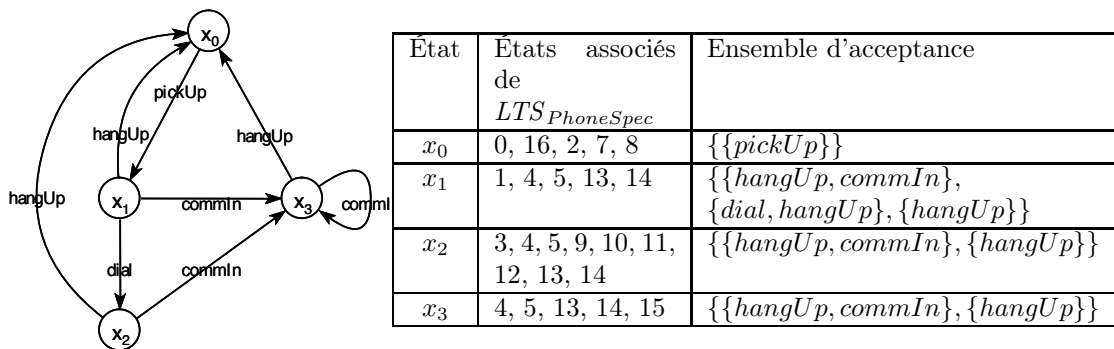 x0
pickUp
hangUp
hangUp
hangUp
x1
commIn
x3
commI
dial
commIn
x2
État États associés Ensemble d'acceptance
de
LTS_PhoneSpec
x0 0, 16, 2, 7, 8 {{pickUp}}
x1 1, 4, 5, 13, 14 {{hangUp, commIn},
{dial, hangUp}, {hangUp}}
x2 3, 4, 5, 9, 10, 11, {{hangUp, commIn}, {hangUp}}
12, 13, 14
x3 4, 5, 13, 14, 15 {{hangUp, commIn}, {hangUp}}